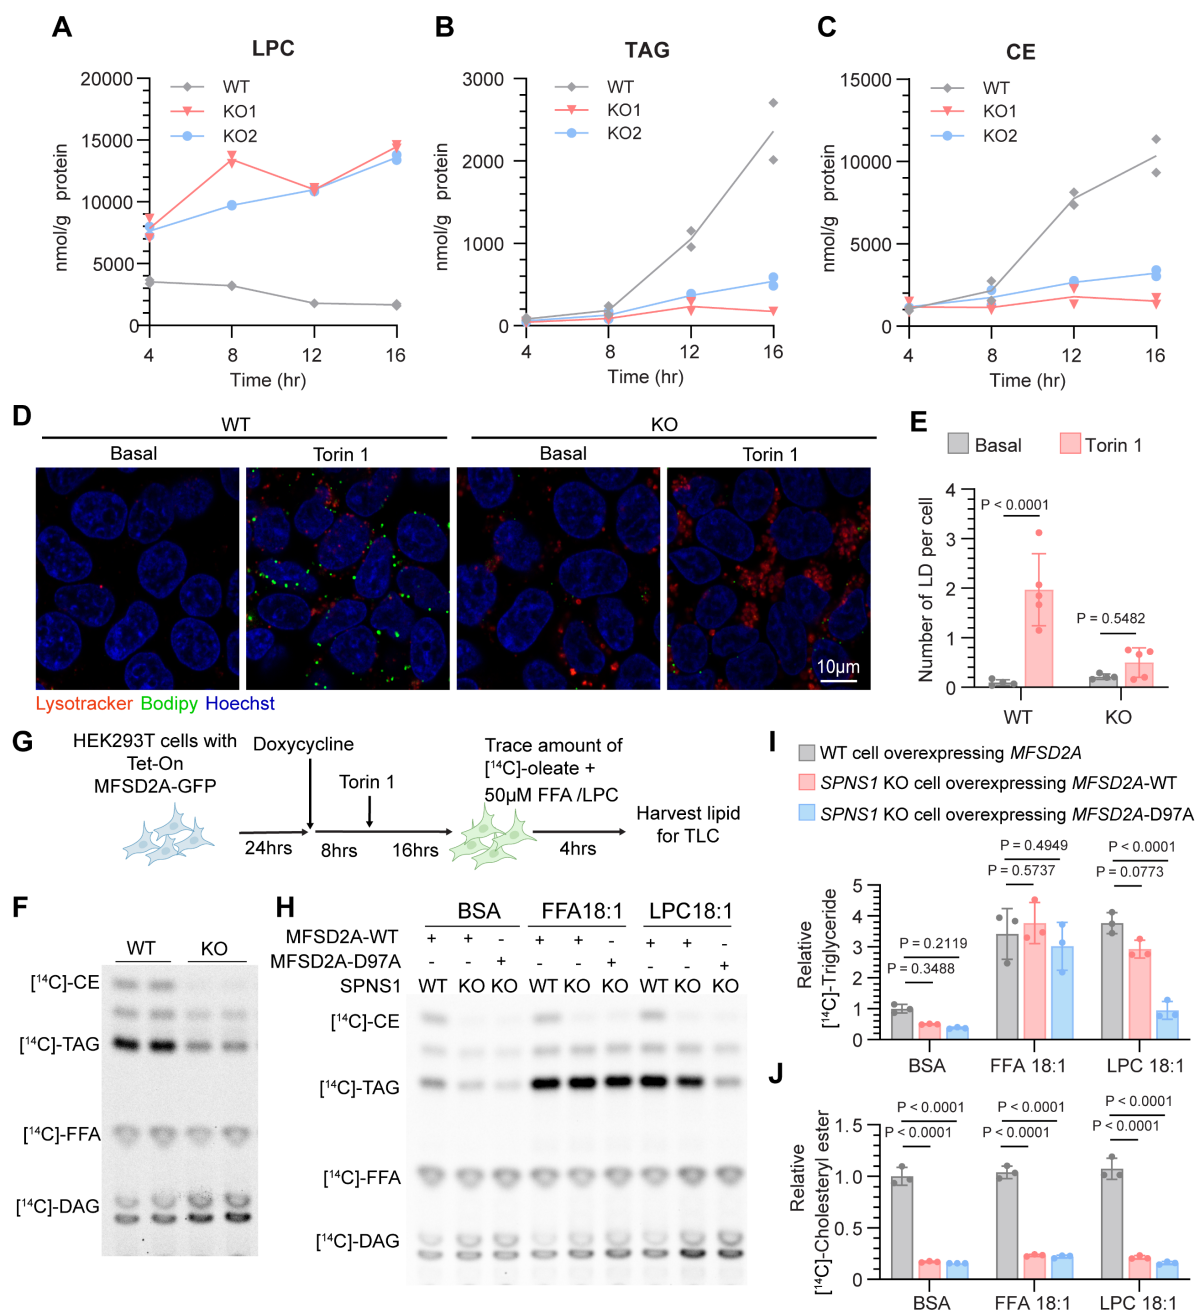 A
LPC
20000
15000
10000
5000
0
nmol/g protein
WT
KO1
KO2
4 8 12 16
Time (hr)
B
TAG
3000
2000
1000
0
nmol/g protein
WT
KO1
KO2
4 8 12 16
Time (hr)
C
CE
15000
10000
5000
0
nmol/g protein
WT
KO1
KO2
4 8 12 16
Time (hr)
D
WT KO
Basal Torin 1 Basal Torin 1
10µm
Lysotracker Bodipy Hoechst
E
Basal Torin 1
Number of LD per cell
4
3
2
1
0
P < 0.0001
P = 0.5482
WT KO
G
HEK293T cells with
Tet-On
MFSD2A-GFP
Doxycycline
Torin 1
Trace amount of
[¹⁴C]-oleate +
50µM FFA /LPC
Harvest lipid
for TLC
24hrs 8hrs 16hrs 4hrs
F
WT KO
[¹⁴C]-CE
[¹⁴C]-TAG
[¹⁴C]-FFA
[¹⁴C]-DAG
H
BSA FFA18:1 LPC18:1
MFSD2A-WT + + - + + - + + -
MFSD2A-D97A - - + - - + - - +
SPNS1 WT KO KO WT KO KO WT KO KO
[¹⁴C]-CE
[¹⁴C]-TAG
[¹⁴C]-FFA
[¹⁴C]-DAG
I
WT cell overexpressing MFSD2A
SPNS1 KO cell overexpressing MFSD2A-WT
SPNS1 KO cell overexpressing MFSD2A-D97A
Relative
[¹⁴C]-Triglyceride
5
4
3
2
1
0
P = 0.2119
P = 0.3488
P = 0.4949
P = 0.5737
P < 0.0001
P = 0.0773
BSA FFA 18:1 LPC 18:1
J
Relative
[¹⁴C]-Cholesteryl ester
1.5
1.0
0.5
0
P < 0.0001
P < 0.0001
P < 0.0001
P < 0.0001
P < 0.0001
P < 0.0001
BSA FFA 18:1 LPC 18:1